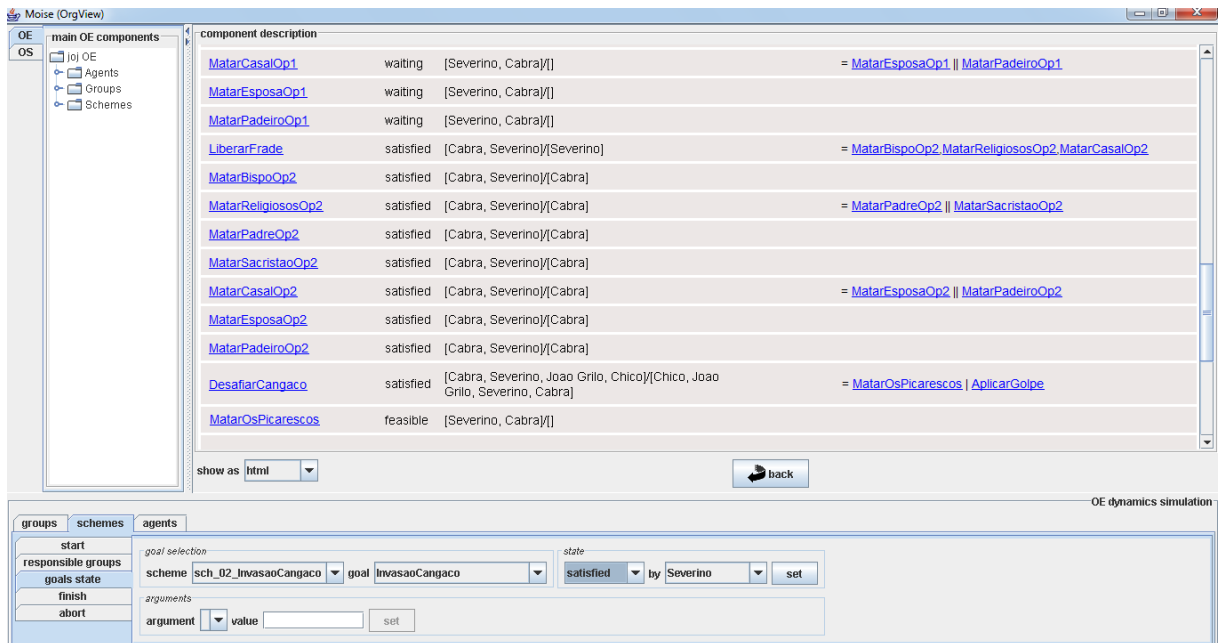 Moise (OrgView)
OE
OS
main OE components
joj OE
Agents
Groups
Schemes
component description
MatarCasalOp1 waiting [Severino, Cabra]/[] = MatarEsposaOp1 || MatarPadeiroOp1
MatarEsposaOp1 waiting [Severino, Cabra]/[]
MatarPadeiroOp1 waiting [Severino, Cabra]/[]
LiberarFrade satisfied [Cabra, Severino]/[Severino] = MatarBispoOp2,MatarReligiososOp2,MatarCasalOp2
MatarBispoOp2 satisfied [Cabra, Severino]/[Cabra]
MatarReligiososOp2 satisfied [Cabra, Severino]/[Cabra] = MatarPadreOp2 || MatarSacristaoOp2
MatarPadreOp2 satisfied [Cabra, Severino]/[Cabra]
MatarSacristaoOp2 satisfied [Cabra, Severino]/[Cabra]
MatarCasalOp2 satisfied [Cabra, Severino]/[Cabra] = MatarEsposaOp2 || MatarPadeiroOp2
MatarEsposaOp2 satisfied [Cabra, Severino]/[Cabra]
MatarPadeiroOp2 satisfied [Cabra, Severino]/[Cabra]
DesafiarCangaco satisfied [Cabra, Severino, Joao Grilo, Chico]/[Chico, Joao = MatarOsPicarescos | AplicarGolpe
Grilo, Severino, Cabra]
MatarOsPicarescos feasible [Severino, Cabra]/[]
show as html back
OE dynamics simulation
groups schemes agents
start
responsible groups
goals state
finish
abort
goal selection state
scheme sch_02_InvasaoCangaco goal InvasaoCangaco satisfied by Severino set
arguments
argument value set